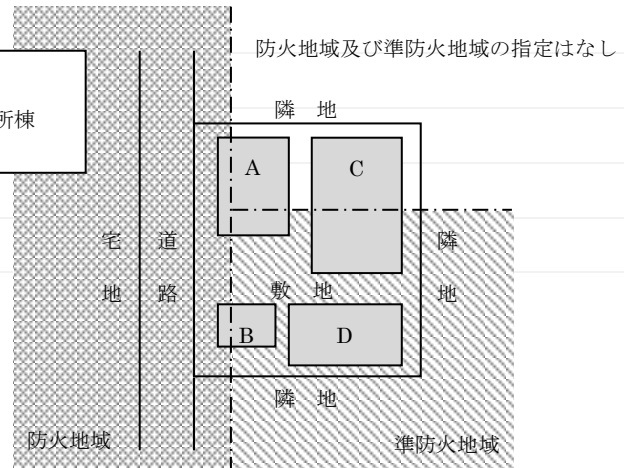 防火地域及び準防火地域の指定はなし
隣 地
所棟
A
C
宅地
道路
隣地
敷 地
B
D
隣 地
防火地域
準防火地域